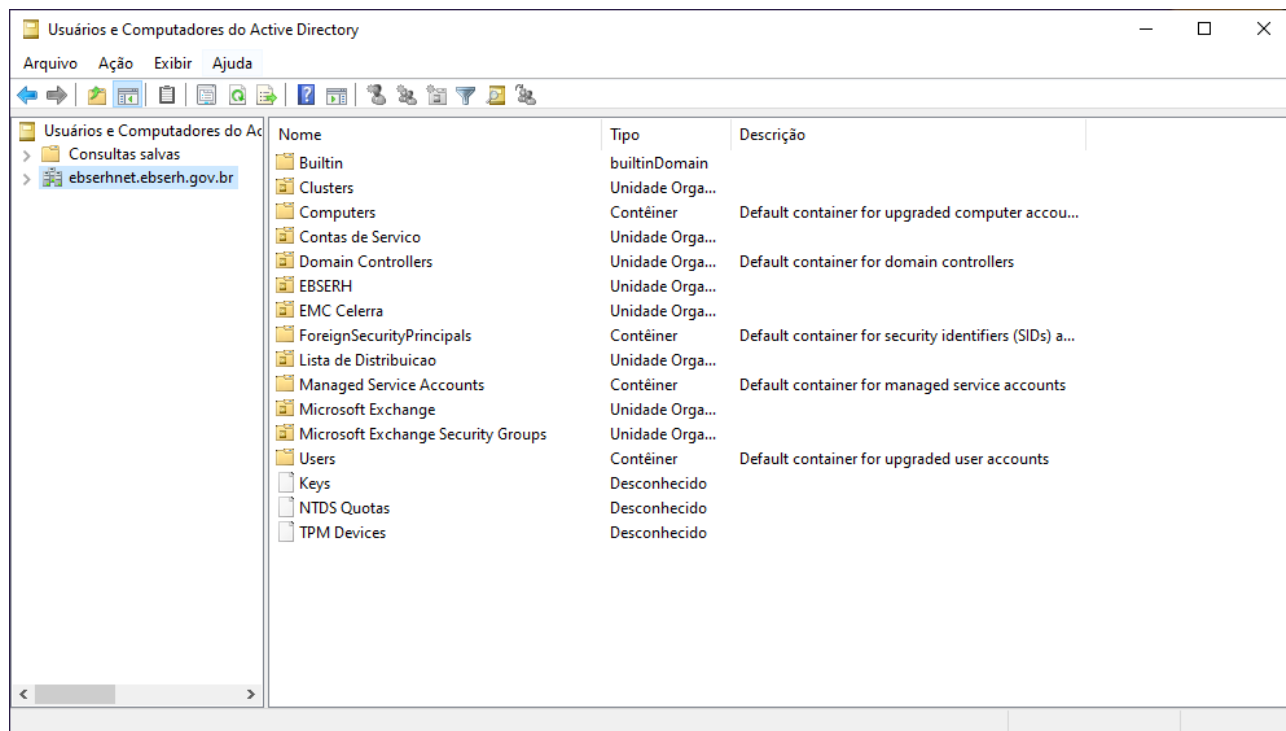 Usuários e Computadores do Active Directory
Arquivo Ação Exibir Ajuda
Usuários e Computadores do Ac
Consultas salvas
ebserhnet.ebserh.gov.br
Nome Tipo Descrição
Builtin builtinDomain
Clusters Unidade Orga...
Computers Contêiner Default container for upgraded computer accou...
Contas de Servico Unidade Orga...
Domain Controllers Unidade Orga... Default container for domain controllers
EBSERH Unidade Orga...
EMC Celerra Unidade Orga...
ForeignSecurityPrincipals Contêiner Default container for security identifiers (SIDs) a...
Lista de Distribuicao Unidade Orga...
Managed Service Accounts Contêiner Default container for managed service accounts
Microsoft Exchange Unidade Orga...
Microsoft Exchange Security Groups Unidade Orga...
Users Contêiner Default container for upgraded user accounts
Keys Desconhecido
NTDS Quotas Desconhecido
TPM Devices Desconhecido